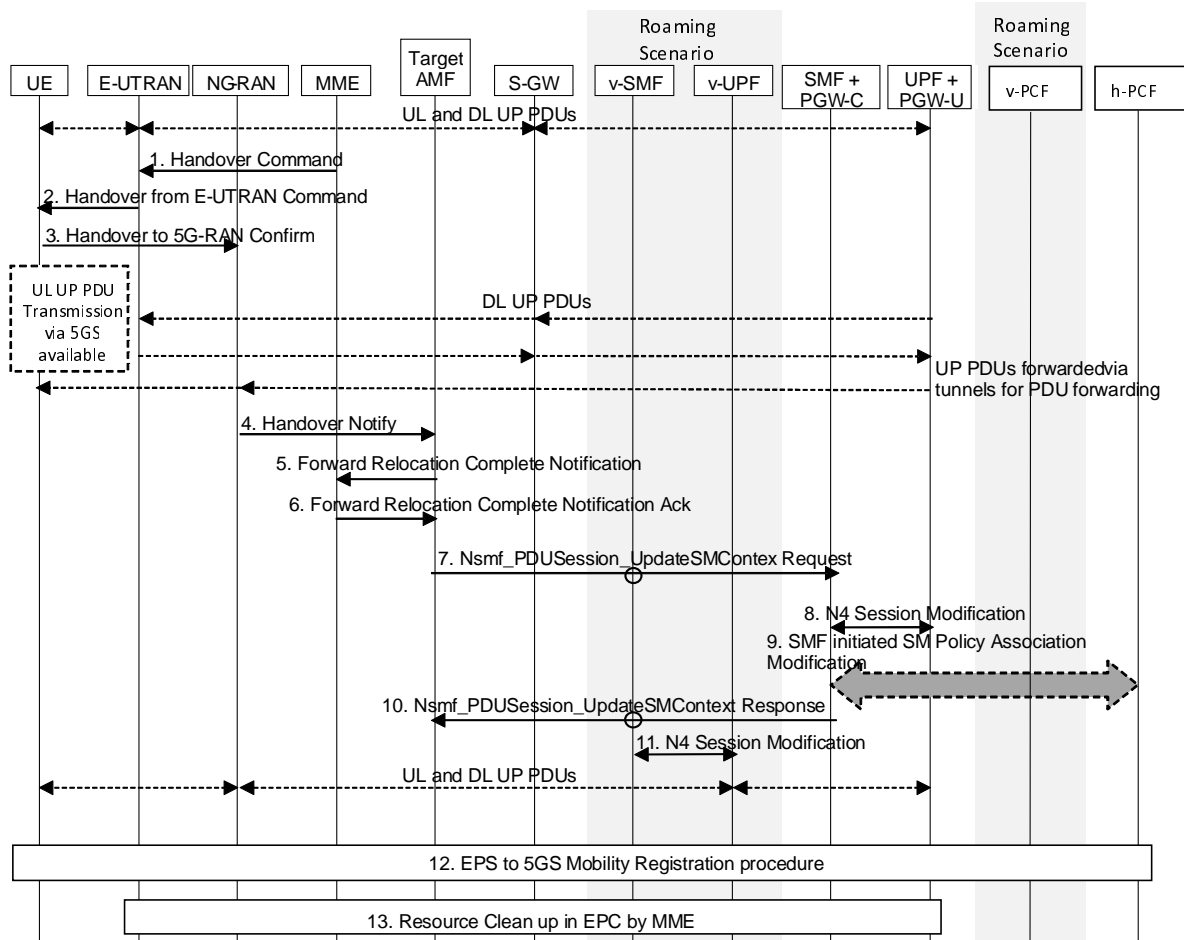 Roaming
Scenario
Roaming
Scenario
UE
E-UTRAN
NG-RAN
MME
Target
AMF
S-GW
v-SMF
v-UPF
SMF +
PGW-C
UPF +
PGW-U
v-PCF
h-PCF
UL and DL UP PDUs
1. Handover Command
2. Handover from E-UTRAN Command
3. Handover to 5G-RAN Confirm
UL UP PDU
Transmission
via 5GS
available
DL UP PDUs
UP PDUs forwardedvia
tunnels for PDU forwarding
4. Handover Notify
5. Forward Relocation Complete Notification
6. Forward Relocation Complete Notification Ack
7. Nsmf_PDUSession_UpdateSMContex Request
8. N4 Session Modification
9. SMF initiated SM Policy Association
Modification
10. Nsmf_PDUSession_UpdateSMContext Response
11. N4 Session Modification
UL and DL UP PDUs
12. EPS to 5GS Mobility Registration procedure
13. Resource Clean up in EPC by MME